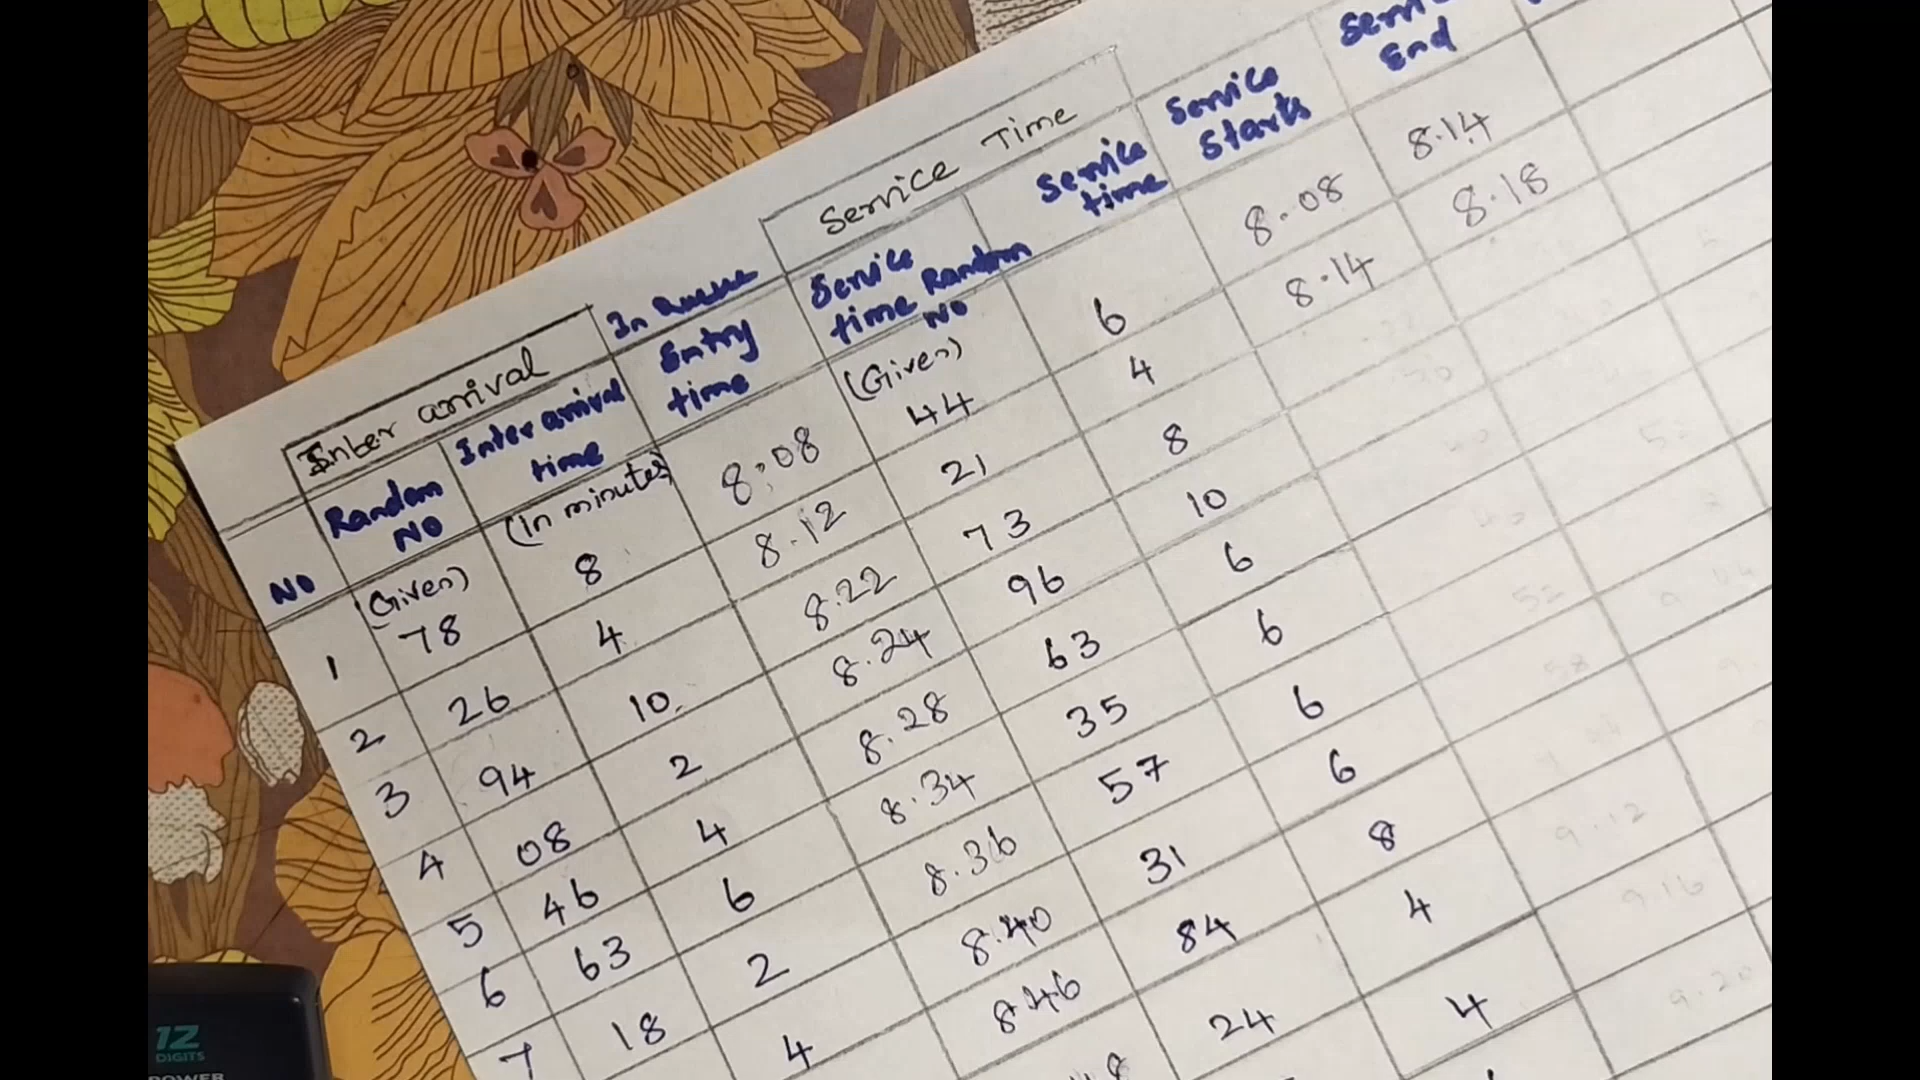 Inter arrival
In Queue
Service Time
Service
Starts
Service
End
NO
Random
NO
(Given)
Inter arrival
time
(In minutes)
Entry
time
Service
time Random
NO
(Given)
Service
time
1 78 8 8:08 44 6 8.08 8.14
2 26 4 8.12 21 4 8.14 8.18
3 94 10 8.22 73 8
4 08 2 8.24 96 10
5 46 4 8.28 63 6
6 63 6 8.34 35 6
7 18 2 8.36 57 6
4 8.40 31 6
8.46 84 8
24 4
4
12
DIGITS
POWER